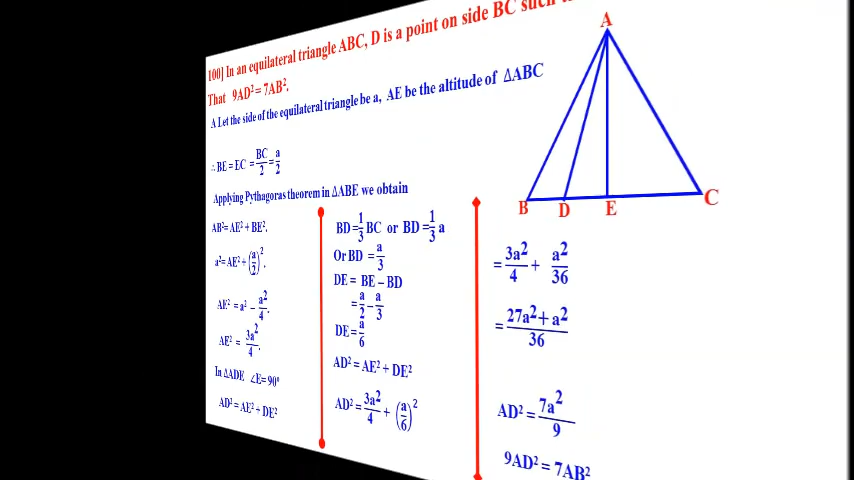 100] In an equilateral triangle ABC, D is a point on side BC such
That 9AD²= 7AB².
A Let the side of the equilateral triangle be a, AE be the altitude of ΔABC
∴ BE = EC = BC/2 = a/2
Applying Pythagoras theorem in ΔABE we obtain
AB²= AE² + BE².
a²= AE² + (a/2)².
AE² = a² - a²/4.
AE² = 3a²/4.
In ΔADE ∠E= 90°
AD² = AE² + DE²
BD = 1/3 BC or BD = 1/3 a
Or BD = a/3
DE = BE – BD
= a/2 - a/3
DE = a/6
AD² = AE² + DE²
AD² = 3a²/4 + (a/6)²
= 3a²/4 + a²/36
= 27a² + a²/36
AD² = 7a²/9
9AD² = 7AB²
A
B
D
E
C